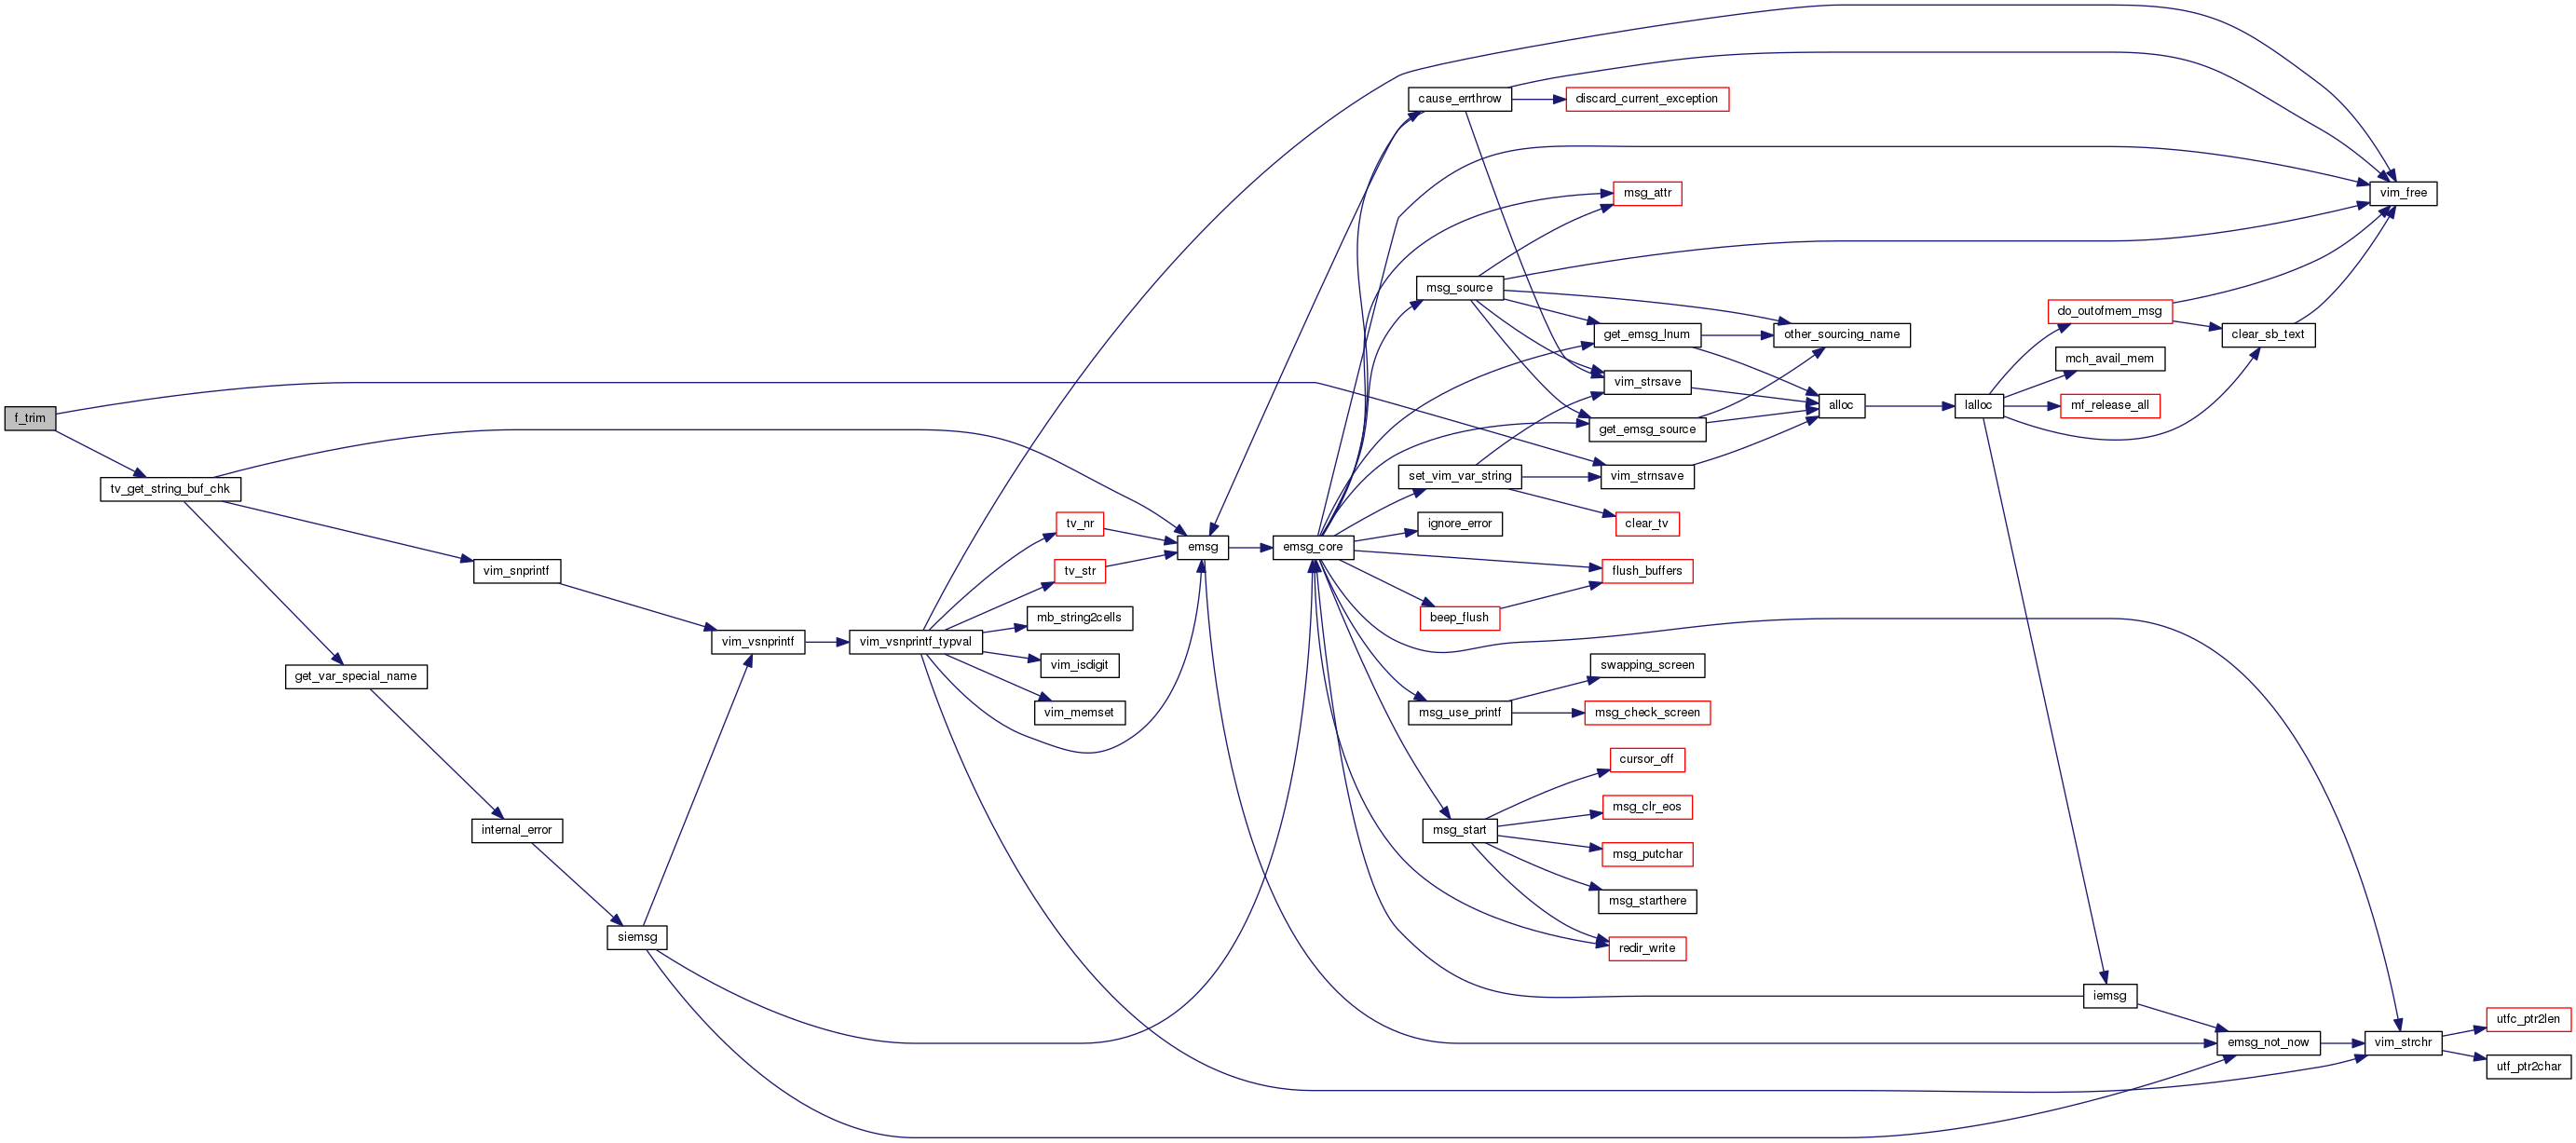 f_trim
tv_get_string_buf_chk
vim_snprintf
get_var_special_name
internal_error
siemsg
vim_vsnprintf
vim_vsnprintf_typval
tv_nr
tv_str
mb_string2cells
vim_isdigit
vim_memset
emsg
emsg_core
cause_errthrow
discard_current_exception
msg_attr
msg_source
get_emsg_lnum
other_sourcing_name
vim_strsave
get_emsg_source
set_vim_var_string
vim_strnsave
clear_tv
ignore_error
flush_buffers
beep_flush
swapping_screen
msg_use_printf
msg_check_screen
cursor_off
msg_clr_eos
msg_start
msg_putchar
msg_starthere
redir_write
alloc
lalloc
do_outofmem_msg
clear_sb_text
mch_avail_mem
mf_release_all
vim_free
iemsg
emsg_not_now
vim_strchr
utfc_ptr2len
utf_ptr2char